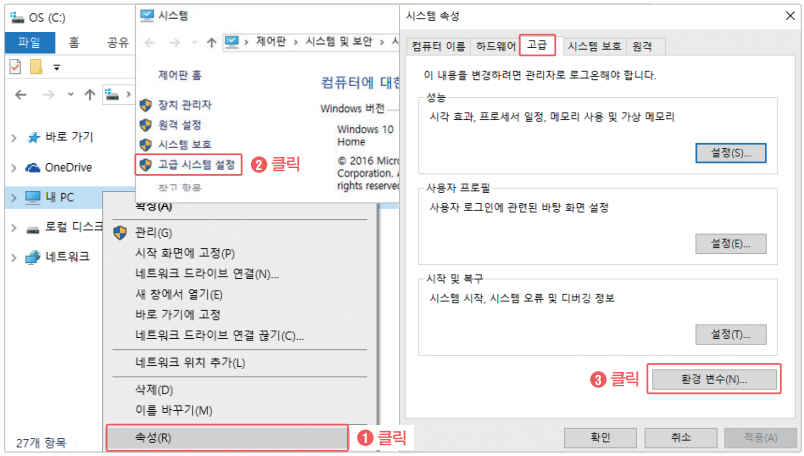 OS (C:)
파일 홈 공유
바로 가기
OneDrive
내 PC
로컬 디스크
네트워크
27개 항목
시스템
제어판 > 시스템 및 보안 >
제어판 홈
장치 관리자
원격 설정
시스템 보호
고급 시스템 설정
② 클릭
참고 항목
컴퓨터에 대한
Windows 버전
Windows 10
Home
© 2016 Micr
Corporation.
rights reserve
확장(A)
관리(G)
시작 화면에 고정(P)
네트워크 드라이브 연결(N)...
새 창에서 열기(E)
바로 가기에 고정
네트워크 드라이브 연결 끊기(C)...
네트워크 위치 추가(L)
삭제(D)
이름 바꾸기(M)
속성(R)
① 클릭
시스템 속성
컴퓨터 이름 하드웨어 고급 시스템 보호 원격
이 내용을 변경하려면 관리자로 로그온해야 합니다.
성능
시각 효과, 프로세서 일정, 메모리 사용 및 가상 메모리
설정(S)...
사용자 프로필
사용자 로그인에 관련된 바탕 화면 설정
설정(E)...
시작 및 복구
시스템 시작, 시스템 오류 및 디버깅 정보
설정(T)...
③ 클릭
환경 변수(N)...
확인 취소 적용(A)